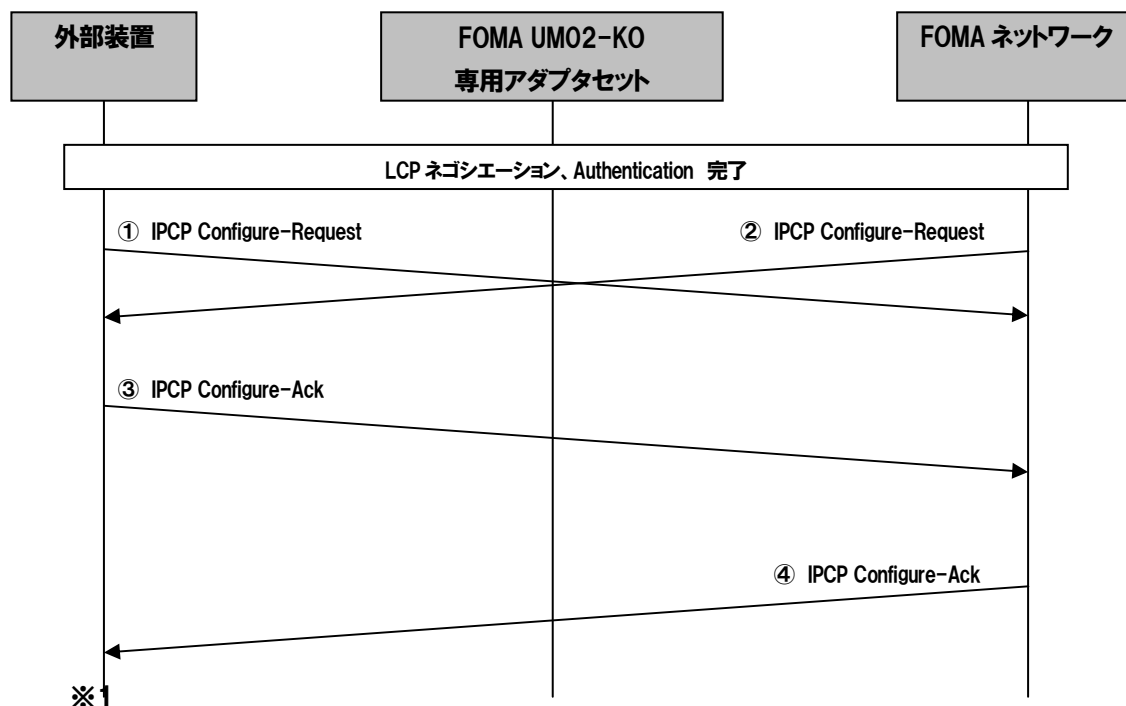 外部装置
FOMA UM02-KO
専用アダプタセット
FOMA ネットワーク
LCP ネゴシエーション、Authentication 完了
① IPCP Configure-Request
② IPCP Configure-Request
③ IPCP Configure-Ack
④ IPCP Configure-Ack
※1